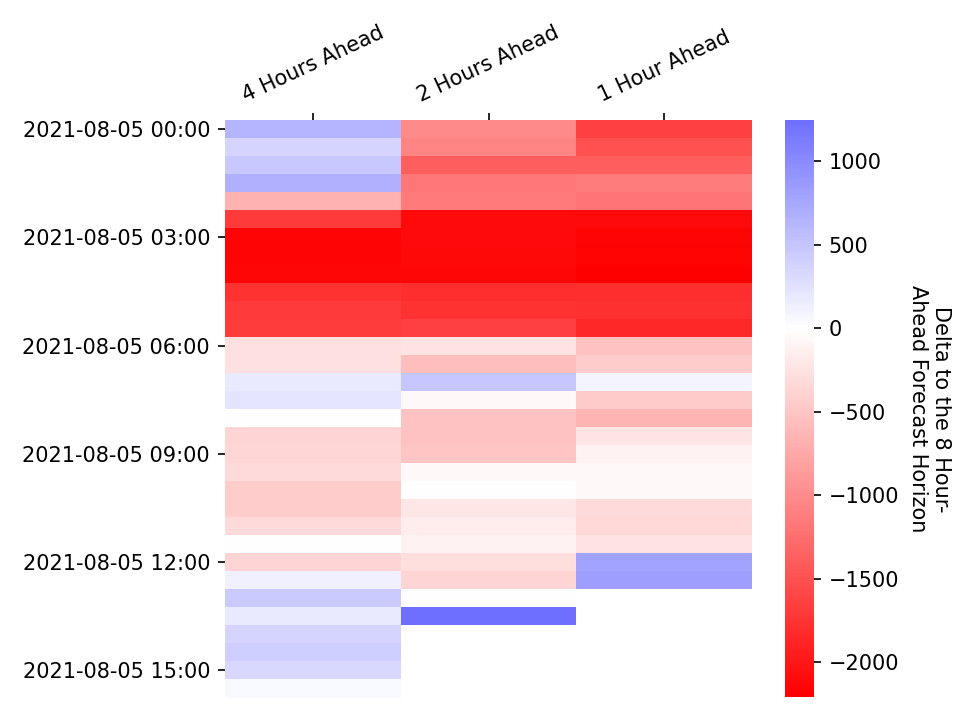 4 Hours Ahead
2 Hours Ahead
1 Hour Ahead
2021-08-05 00:00
2021-08-05 03:00
2021-08-05 06:00
2021-08-05 09:00
2021-08-05 12:00
2021-08-05 15:00
1000
500
0
−500
−1000
−1500
−2000
Delta to the 8 Hour-
Ahead Forecast Horizon